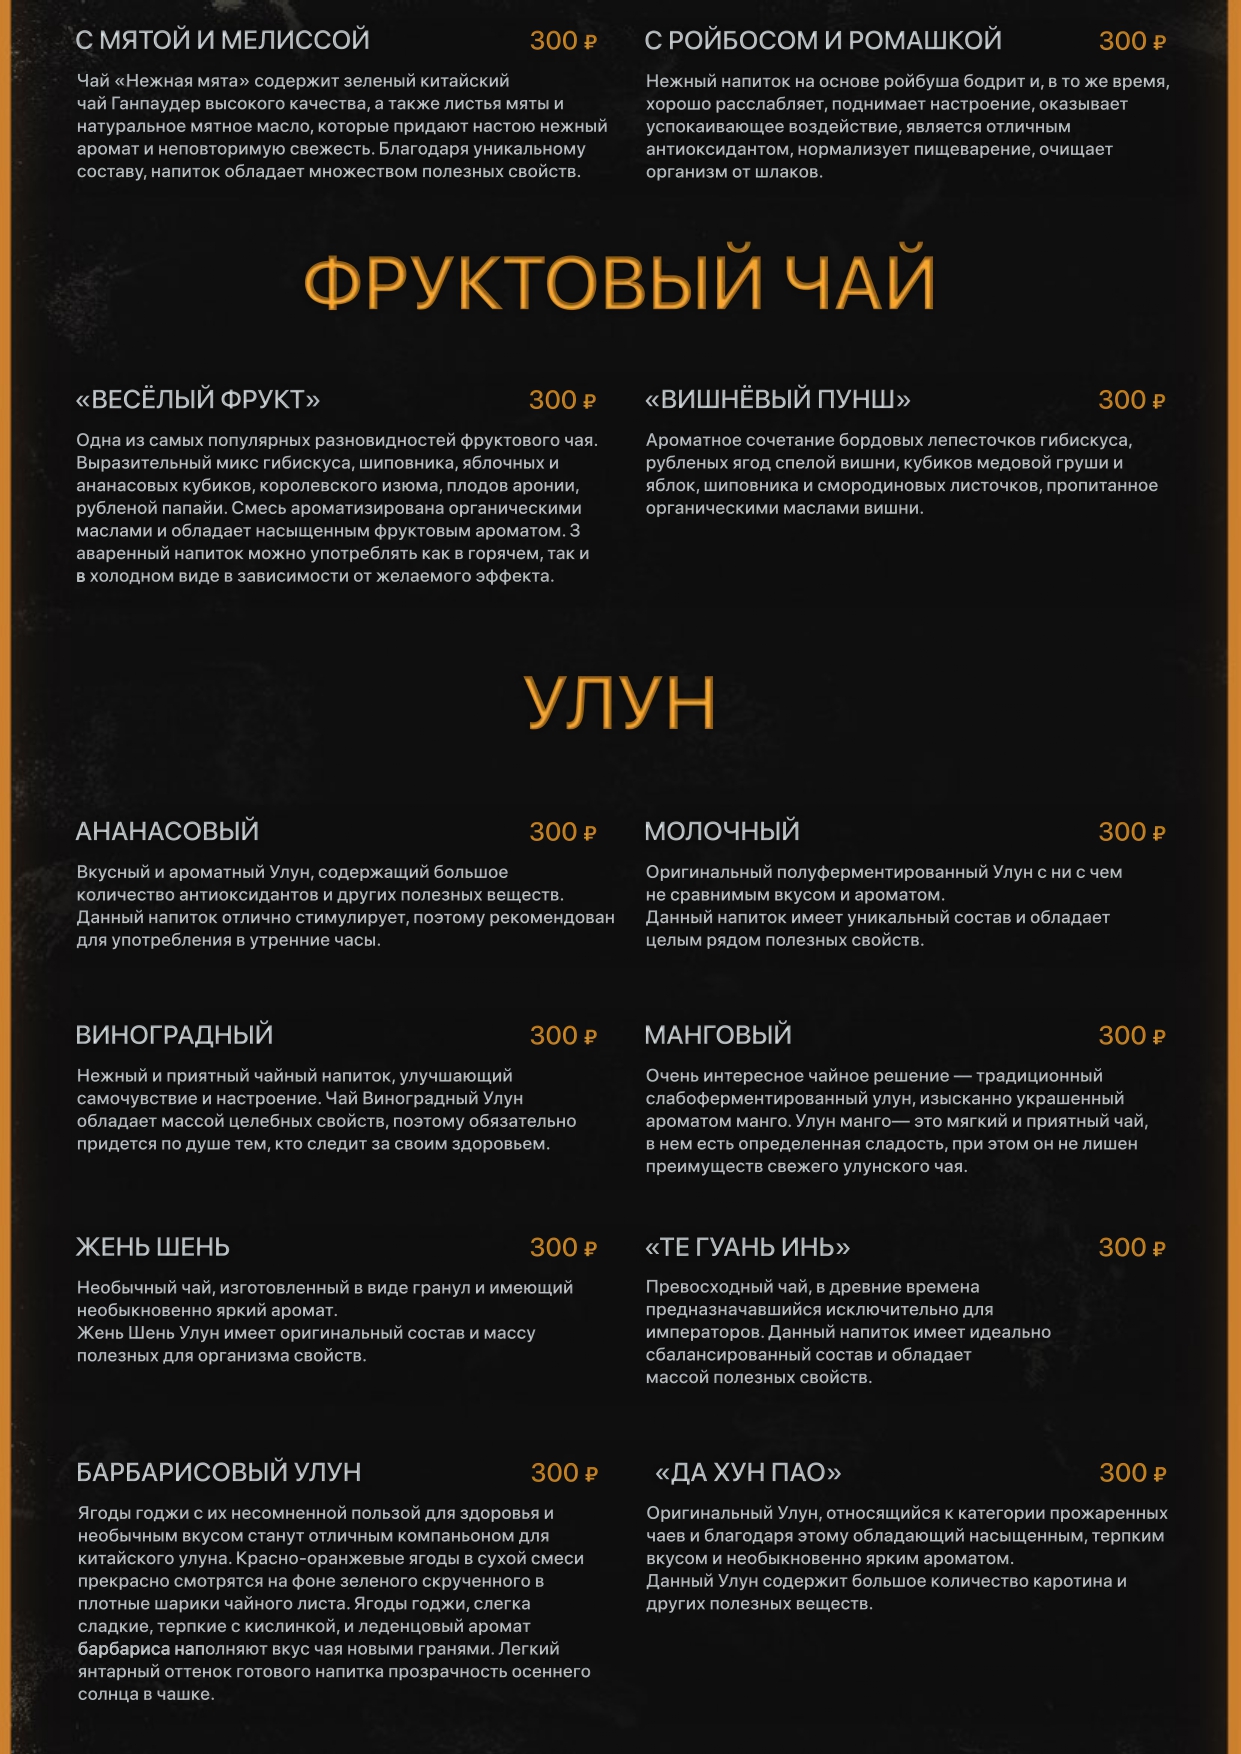 С МЯТОЙ И МЕЛИССОЙ 300 ₽
Чай «Нежная мята» содержит зеленый китайский
чай Ганпаудер высокого качества, а также листья мяты и
натуральное мятное масло, которые придают настою нежный
аромат и неповторимую свежесть. Благодаря уникальному
составу, напиток обладает множеством полезных свойств.
С РОЙБОСОМ И РОМАШКОЙ 300 ₽
Нежный напиток на основе ройбуша бодрит и, в то же время,
хорошо расслабляет, поднимает настроение, оказывает
успокаивающее воздействие, является отличным
антиоксидантом, нормализует пищеварение, очищает
организм от шлаков.
ФРУКТОВЫЙ ЧАЙ
«ВЕСЁЛЫЙ ФРУКТ» 300 ₽
Одна из самых популярных разновидностей фруктового чая.
Выразительный микс гибискуса, шиповника, яблочных и
ананасовых кубиков, королевского изюма, плодов аронии,
рубленой папайи. Смесь ароматизирована органическими
маслами и обладает насыщенным фруктовым ароматом. З
аваренный напиток можно употреблять как в горячем, так и
в холодном виде в зависимости от желаемого эффекта.
«ВИШНЁВЫЙ ПУНШ» 300 ₽
Ароматное сочетание бордовых лепесточков гибискуса,
рубленых ягод спелой вишни, кубиков медовой груши и
яблок, шиповника и смородиновых листочков, пропитанное
органическими маслами вишни.
УЛУН
АНАНАСОВЫЙ 300 ₽
Вкусный и ароматный Улун, содержащий большое
количество антиоксидантов и других полезных веществ.
Данный напиток отлично стимулирует, поэтому рекомендован
для употребления в утренние часы.
МОЛОЧНЫЙ 300 ₽
Оригинальный полуферментированный Улун с ни с чем
не сравнимым вкусом и ароматом.
Данный напиток имеет уникальный состав и обладает
целым рядом полезных свойств.
ВИНОГРАДНЫЙ 300 ₽
Нежный и приятный чайный напиток, улучшающий
самочувствие и настроение. Чай Виноградный Улун
обладает массой целебных свойств, поэтому обязательно
придется по душе тем, кто следит за своим здоровьем.
МАНГОВЫЙ 300 ₽
Очень интересное чайное решение — традиционный
слабоферментированный улун, изысканно украшенный
ароматом манго. Улун манго— это мягкий и приятный чай,
в нем есть определенная сладость, при этом он не лишен
преимуществ свежего улунского чая.
ЖЕНЬ ШЕНЬ 300 ₽
Необычный чай, изготовленный в виде гранул и имеющий
необыкновенно яркий аромат.
Жень Шень Улун имеет оригинальный состав и массу
полезных для организма свойств.
«ТЕ ГУАНЬ ИНЬ» 300 ₽
Превосходный чай, в древние времена
предназначавшийся исключительно для
императоров. Данный напиток имеет идеально
сбалансированный состав и обладает
массой полезных свойств.
БАРБАРИСОВЫЙ УЛУН 300 ₽
Ягоды годжи с их несомненной пользой для здоровья и
необычным вкусом станут отличным компаньоном для
китайского улуна. Красно-оранжевые ягоды в сухой смеси
прекрасно смотрятся на фоне зеленого скрученного в
плотные шарики чайного листа. Ягоды годжи, слегка
сладкие, терпкие с кислинкой, и леденцовый аромат
барбариса наполняют вкус чая новыми гранями. Легкий
янтарный оттенок готового напитка прозрачность осеннего
солнца в чашке.
«ДА ХУН ПАО» 300 ₽
Оригинальный Улун, относящийся к категории прожаренных
чаев и благодаря этому обладающий насыщенным, терпким
вкусом и необыкновенно ярким ароматом.
Данный Улун содержит большое количество каротина и
других полезных веществ.